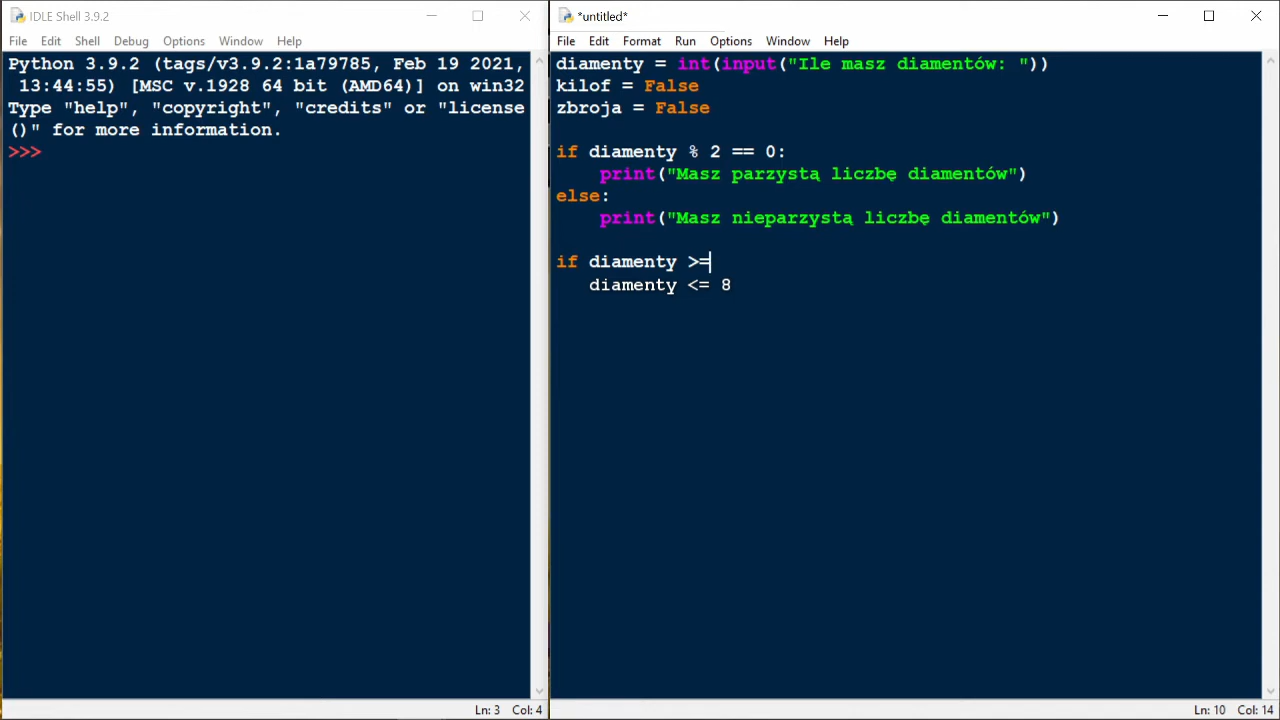 IDLE Shell 3.9.2
File Edit Shell Debug Options Window Help
Python 3.9.2 (tags/v3.9.2:1a79785, Feb 19 2021,
13:44:55) [MSC v.1928 64 bit (AMD64)] on win32
Type "help", "copyright", "credits" or "license
()" for more information.
>>>
Ln: 3 Col: 4
*untitled*
File Edit Format Run Options Window Help
diamenty = int(input("Ile masz diamentów: "))
kilof = False
zbroja = False
if diamenty % 2 == 0:
    print("Masz parzystą liczbę diamentów")
else:
    print("Masz nieparzystą liczbę diamentów")
if diamenty >=
   diamenty <= 8
Ln: 10 Col: 14